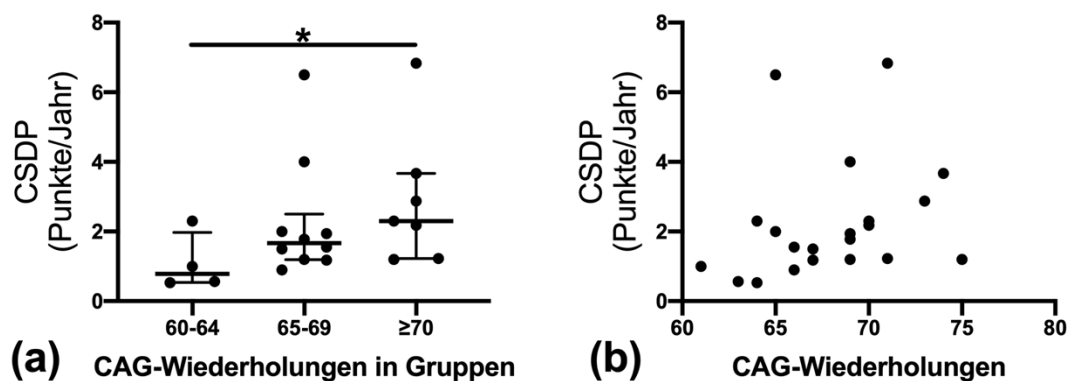 8
6
4
2
0
CSDP
(Punkte/Jahr)
*
60-64 65-69 ≥70
CAG-Wiederholungen in Gruppen
(a)
8
6
4
2
0
CSDP
(Punkte/Jahr)
60 65 70 75 80
CAG-Wiederholungen
(b)